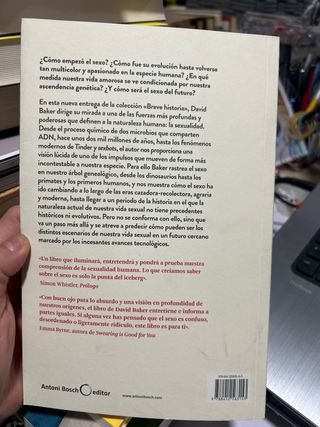 ¿Cómo empezó el sexo? ¿Cómo fue su evolución hasta volverse
tan multicolor y apasionado en la especie humana? ¿En qué
medida nuestra vida amorosa se ve condicionada por nuestra
ascendencia genética? ¿Y cómo será el sexo del futuro?
En esta nueva entrega de la colección «Breve historia», David
Baker dirige su mirada a una de las fuerzas más profundas y
poderosas que definen a la naturaleza humana: la sexualidad.
Desde el proceso químico de dos microbios que comparten
ADN, hace unos dos mil millones de años, hasta los fenómenos
modernos de Tinder y sexbots, el autor nos proporciona una
visión lúcida de uno de los impulsos que mueven de forma más
incontestable a nuestra especie. Para ello Baker rastrea el sexo
en nuestro árbol genealógico, desde los dinosaurios hasta los
primates y los primeros humanos, y nos muestra cómo el sexo ha
ido cambiando a lo largo de las eras cazadora-recolectora, agraria
y moderna, hasta llegar a un periodo de la historia en el que la
naturaleza actual de nuestra vida sexual no tiene precedentes
históricos ni evolutivos. Pero no se conforma con ello, sino que
va un paso más allá y se atreve a predecir cómo pueden ser los
distintos escenarios de nuestra vida sexual en un futuro cercano
marcado por los incesantes avances tecnológicos.
«Un libro que iluminará, entretendrá y pondrá a prueba nuestra
comprensión de la sexualidad humana. Lo que creíamos saber
sobre el sexo es solo la punta del iceberg».
Simon Whistler, Prólogo
«Con buen ojo para lo absurdo y una visión en profundidad de
nuestros orígenes, el libro de David Baker entretiene e informa a
partes iguales. Si alguna vez has pensado que el sexo es confuso,
desordenado o ligeramente ridículo, este libro es para ti».
Emma Byrne, autora de Swearing is Good for You
Antoni Bosch editor
www.antonibosch.com